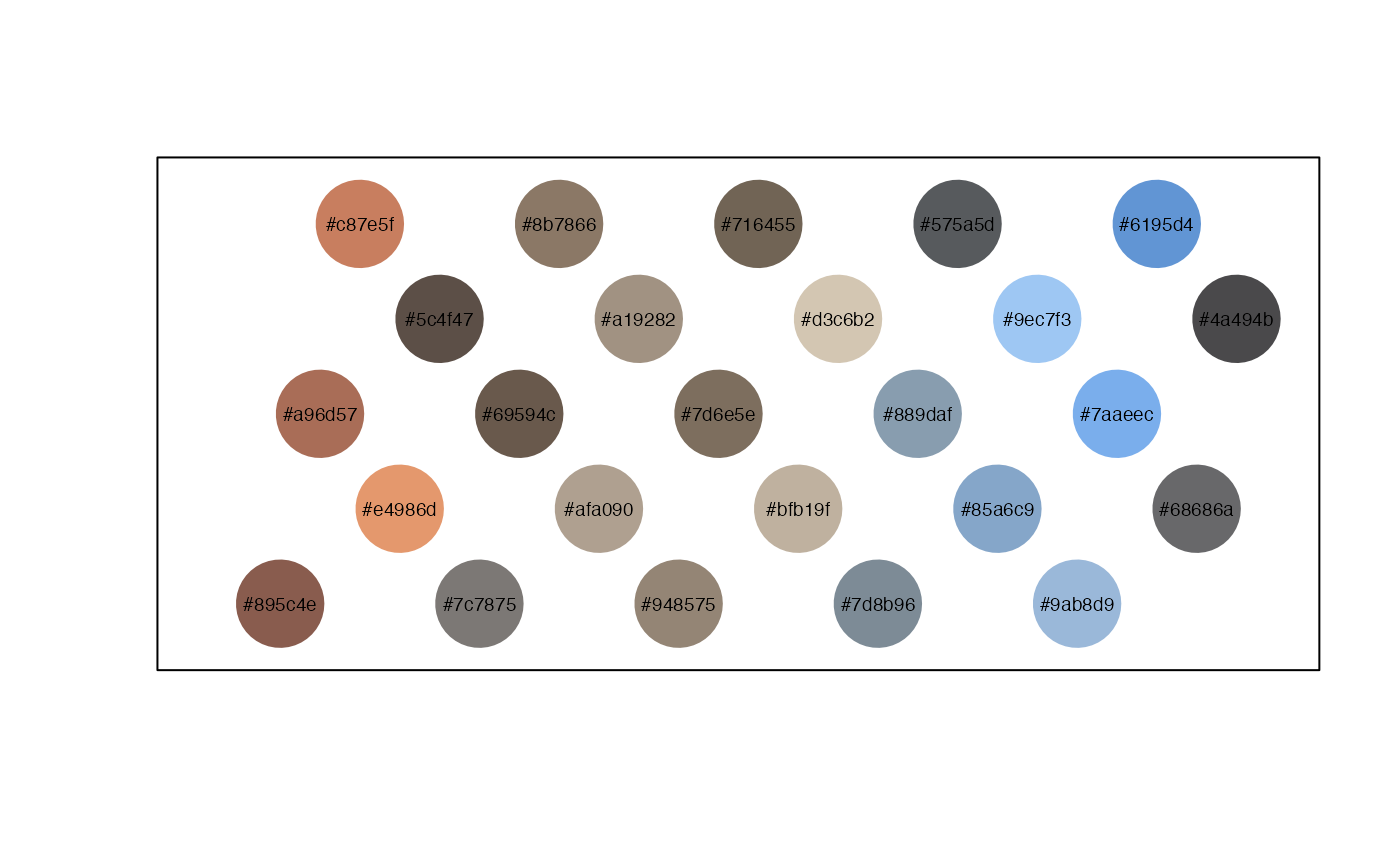 #c87e5f #8b7866 #716455 #575a5d #6195d4
#5c4f47 #a19282 #d3c6b2 #9ec7f3 #4a494b
#a96d57 #69594c #7d6e5e #889daf #7aaeec
#e4986d #afa090 #bfb19f #85a6c9 #68686a
#895c4e #7c7875 #948575 #7d8b96 #9ab8d9